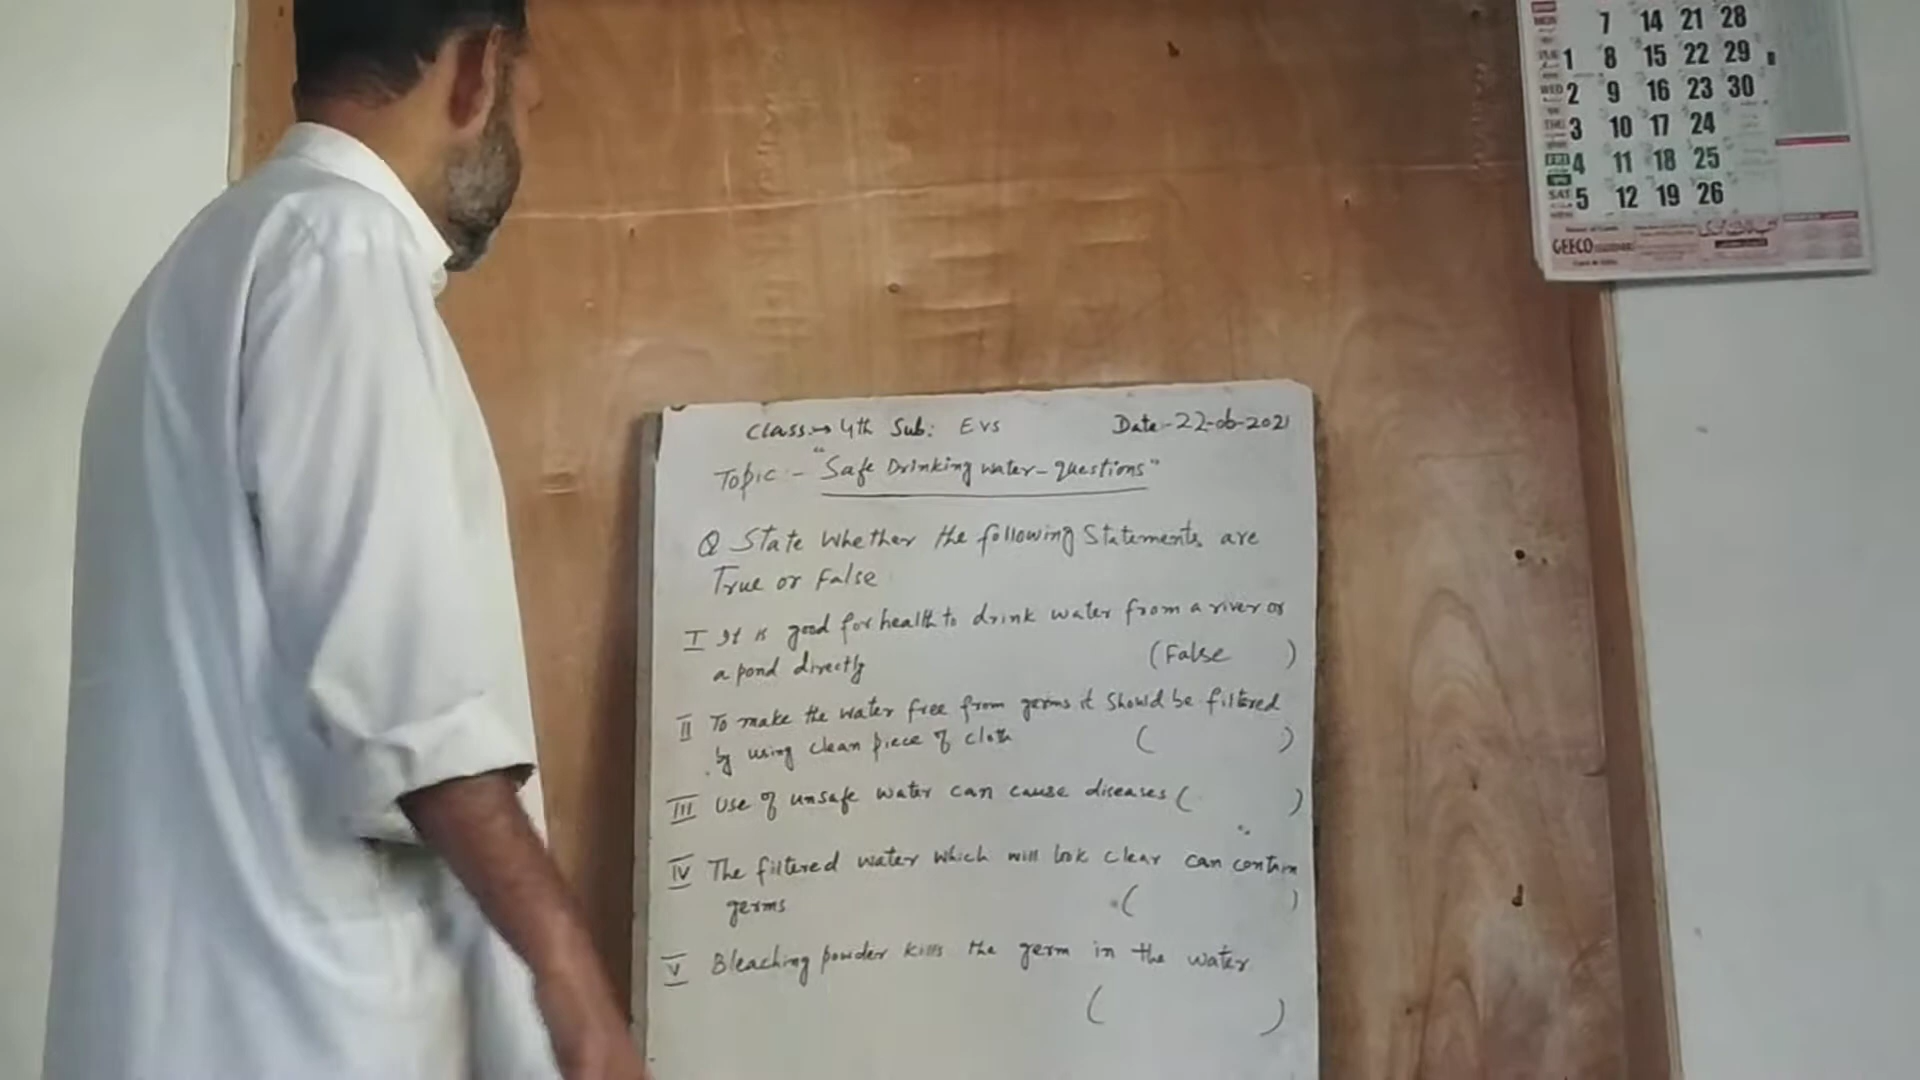 MON 7 14 21 28
TUE 1 8 15 22 29
WED 2 9 16 23 30
THU 3 10 17 24
FRI 4 11 18 25
SAT 5 12 19 26
GEECO
Class:→ 4th Sub: EVS Date:-22-06-2021
Topic:- "Safe Drinking water-questions"
Q State Whether the following Statements are
True or False
I It is good for health to drink water from a river or
a pond directly (False )
II To make the water free from germs it should be filtered
by using clean piece of cloth ( )
III Use of unsafe water can cause diseases ( )
IV The filtered water which will look clear can contain
germs ( )
V Bleaching powder kills the germ in the water
( )